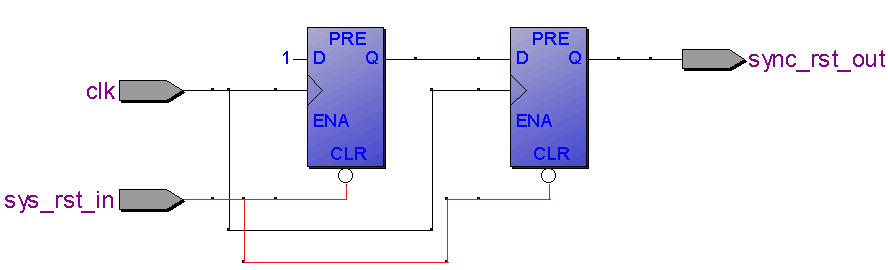 PRE PRE
1 D Q D Q sync_rst_out
clk
ENA ENA
CLR CLR
sys_rst_in